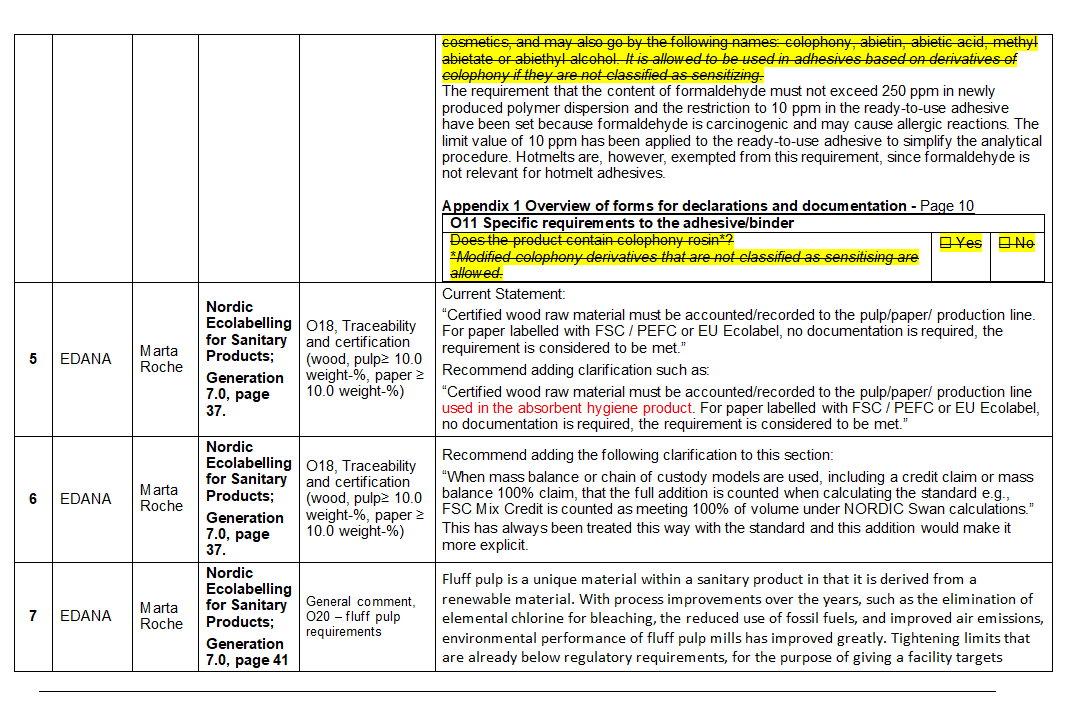 cosmetics, and may also go by the following names: colophony, abietin, abietic acid, methyl
abietate or abiethyl alcohol. It is allowed to be used in adhesives based on derivatives of
colophony if they are not classified as sensitizing.
The requirement that the content of formaldehyde must not exceed 250 ppm in newly
produced polymer dispersion and the restriction to 10 ppm in the ready-to-use adhesive
have been set because formaldehyde is carcinogenic and may cause allergic reactions. The
limit value of 10 ppm has been applied to the ready-to-use adhesive to simplify the analytical
procedure. Hotmelts are, however, exempted from this requirement, since formaldehyde is
not relevant for hotmelt adhesives.
Appendix 1 Overview of forms for declarations and documentation - Page 10
O11 Specific requirements to the adhesive/binder
Does the product contain colophony rosin*?
*Modified colophony derivatives that are not classified as sensitising are
allowed.
☐ Yes
☐ No
5
EDANA
Marta
Roche
Nordic
Ecolabelling
for Sanitary
Products;
Generation
7.0, page
37.
O18, Traceability
and certification
(wood, pulp≥ 10.0
weight-%, paper ≥
10.0 weight-%)
Current Statement:
“Certified wood raw material must be accounted/recorded to the pulp/paper/ production line.
For paper labelled with FSC / PEFC or EU Ecolabel, no documentation is required, the
requirement is considered to be met.”
Recommend adding clarification such as:
“Certified wood raw material must be accounted/recorded to the pulp/paper/ production line
used in the absorbent hygiene product. For paper labelled with FSC / PEFC or EU Ecolabel,
no documentation is required, the requirement is considered to be met.”
6
EDANA
Marta
Roche
Nordic
Ecolabelling
for Sanitary
Products;
Generation
7.0, page
37.
O18, Traceability
and certification
(wood, pulp≥ 10.0
weight-%, paper ≥
10.0 weight-%)
Recommend adding the following clarification to this section:
“When mass balance or chain of custody models are used, including a credit claim or mass
balance 100% claim, that the full addition is counted when calculating the standard e.g.,
FSC Mix Credit is counted as meeting 100% of volume under NORDIC Swan calculations.”
This has always been treated this way with the standard and this addition would make it
more explicit.
7
EDANA
Marta
Roche
Nordic
Ecolabelling
for Sanitary
Products;
Generation
7.0, page 41
General comment,
O20 – fluff pulp
requirements
Fluff pulp is a unique material within a sanitary product in that it is derived from a
renewable material. With process improvements over the years, such as the elimination of
elemental chlorine for bleaching, the reduced use of fossil fuels, and improved air emissions,
environmental performance of fluff pulp mills has improved greatly. Tightening limits that
are already below regulatory requirements, for the purpose of giving a facility targets